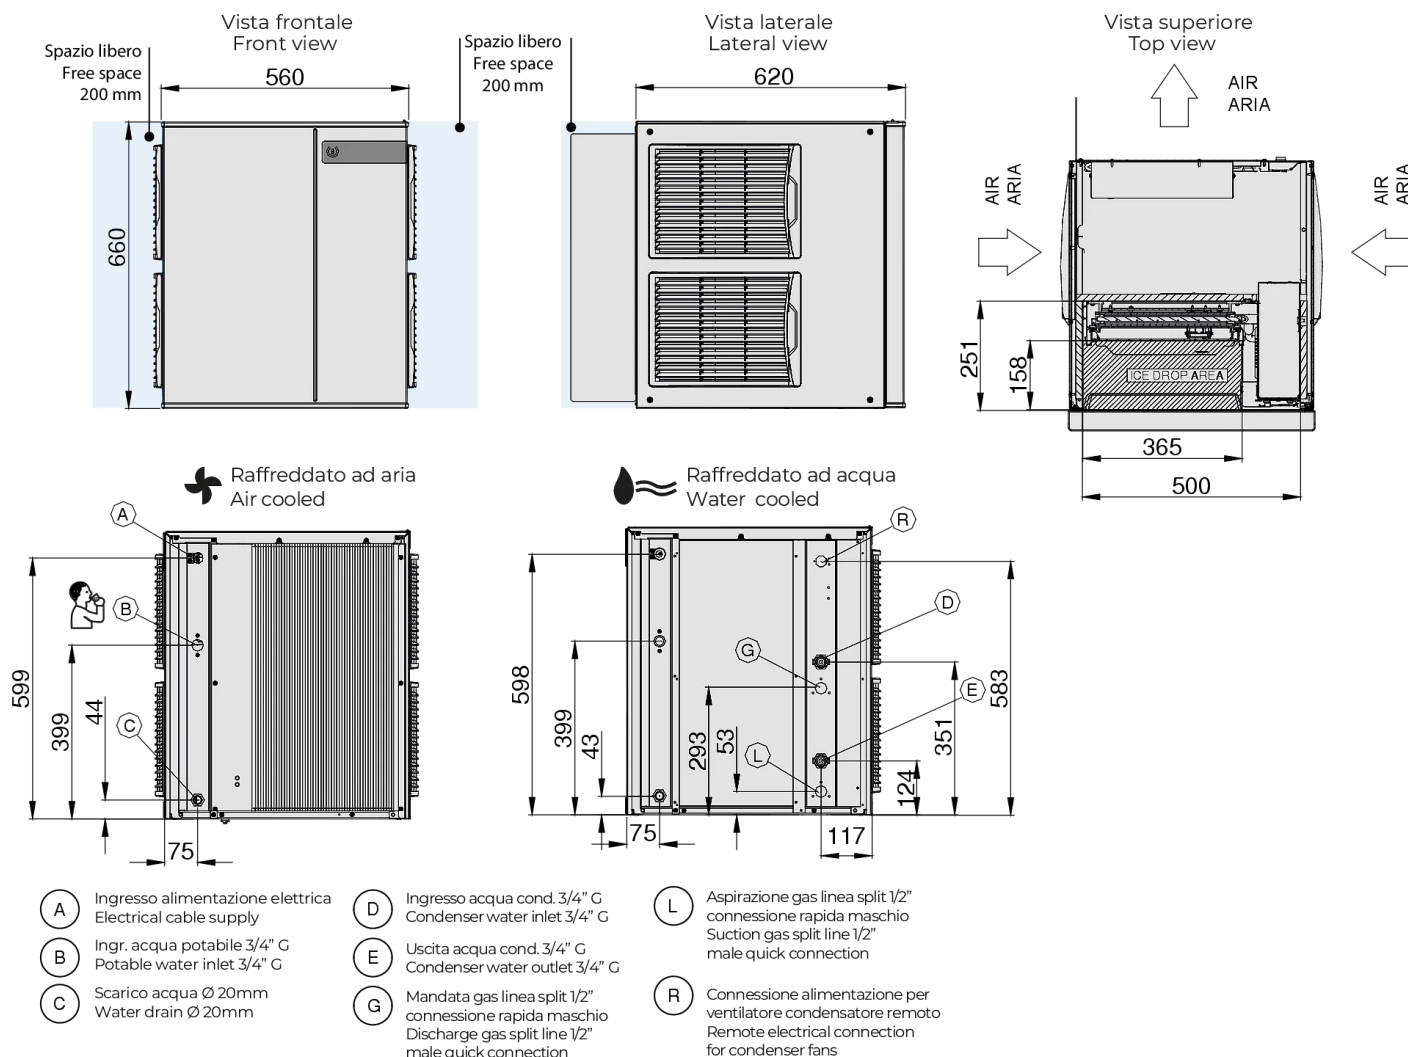 Vista frontale
Front view
Spazio libero
Free space
200 mm
560
660
Spazio libero
Free space
200 mm
Vista laterale
Lateral view
620
Vista superiore
Top view
AIR
ARIA
AIR
ARIA
AIR
ARIA
251
158
ICE DROP AREA
365
500
Raffreddato ad aria
Air cooled
A
B
C
599
399
44
75
Raffreddato ad acqua
Water cooled
R
D
G
E
L
598
399
43
293
53
351
583
124
75
117
A
Ingresso alimentazione elettrica
Electrical cable supply
B
Ingr. acqua potabile 3/4” G
Potable water inlet 3/4” G
C
Scarico acqua Ø 20mm
Water drain Ø 20mm
D
Ingresso acqua cond. 3/4” G
Condenser water inlet 3/4” G
E
Uscita acqua cond. 3/4” G
Condenser water outlet 3/4” G
G
Mandata gas linea split 1/2”
connessione rapida maschio
Discharge gas split line 1/2”
male quick connection
L
Aspirazione gas linea split 1/2”
connessione rapida maschio
Suction gas split line 1/2”
male quick connection
R
Connessione alimentazione per
ventilatore condensatore remoto
Remote electrical connection
for condenser fans